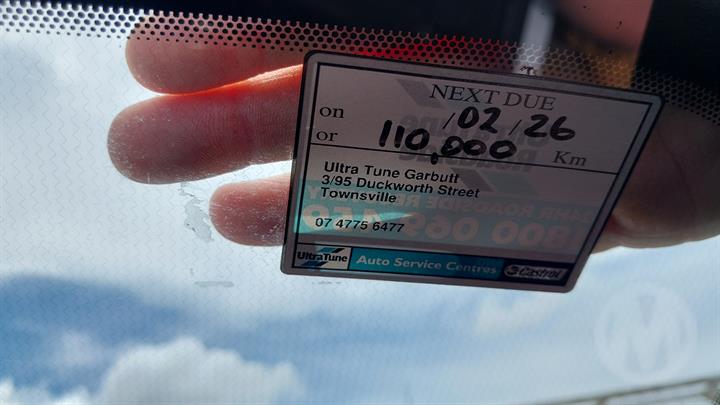 NEXT DUE
on /02/26
or 110,000 Km
Ultra Tune Garbutt
3/95 Duckworth Street
Townsville
07 4775 6477
UltraTune Auto Service Centres Castrol